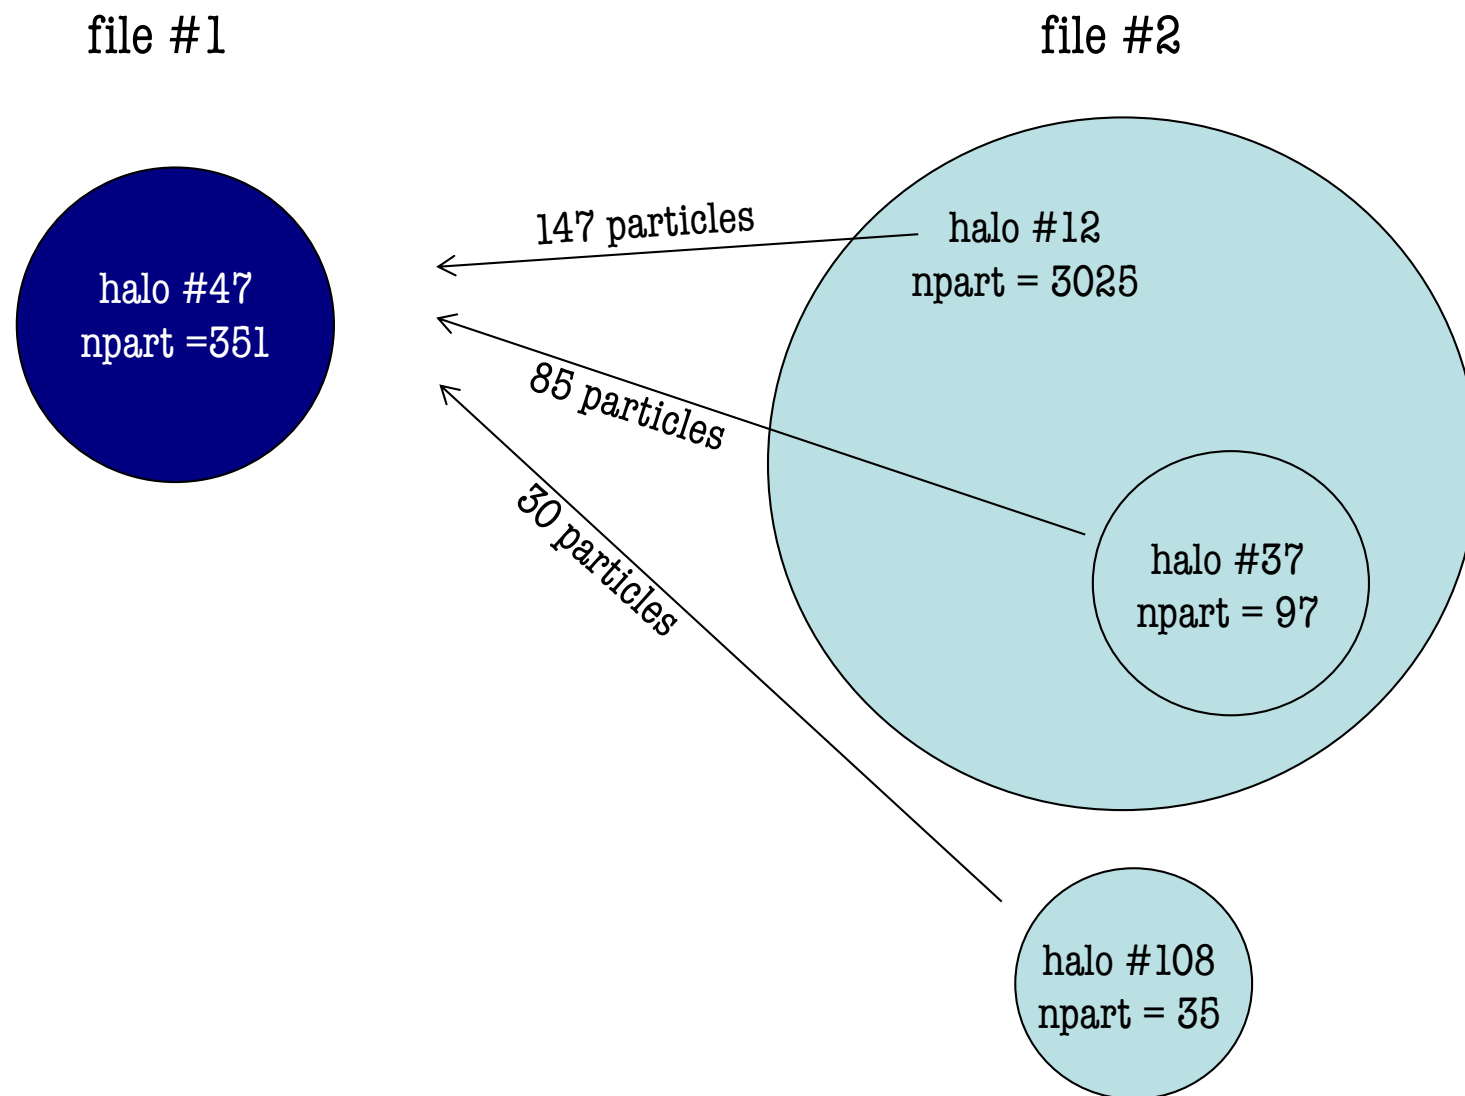 file #1
file #2
147 particles
halo #12
npart = 3025
halo #47
npart =351
85 particles
30 particles
halo #37
npart = 97
halo #108
npart = 35